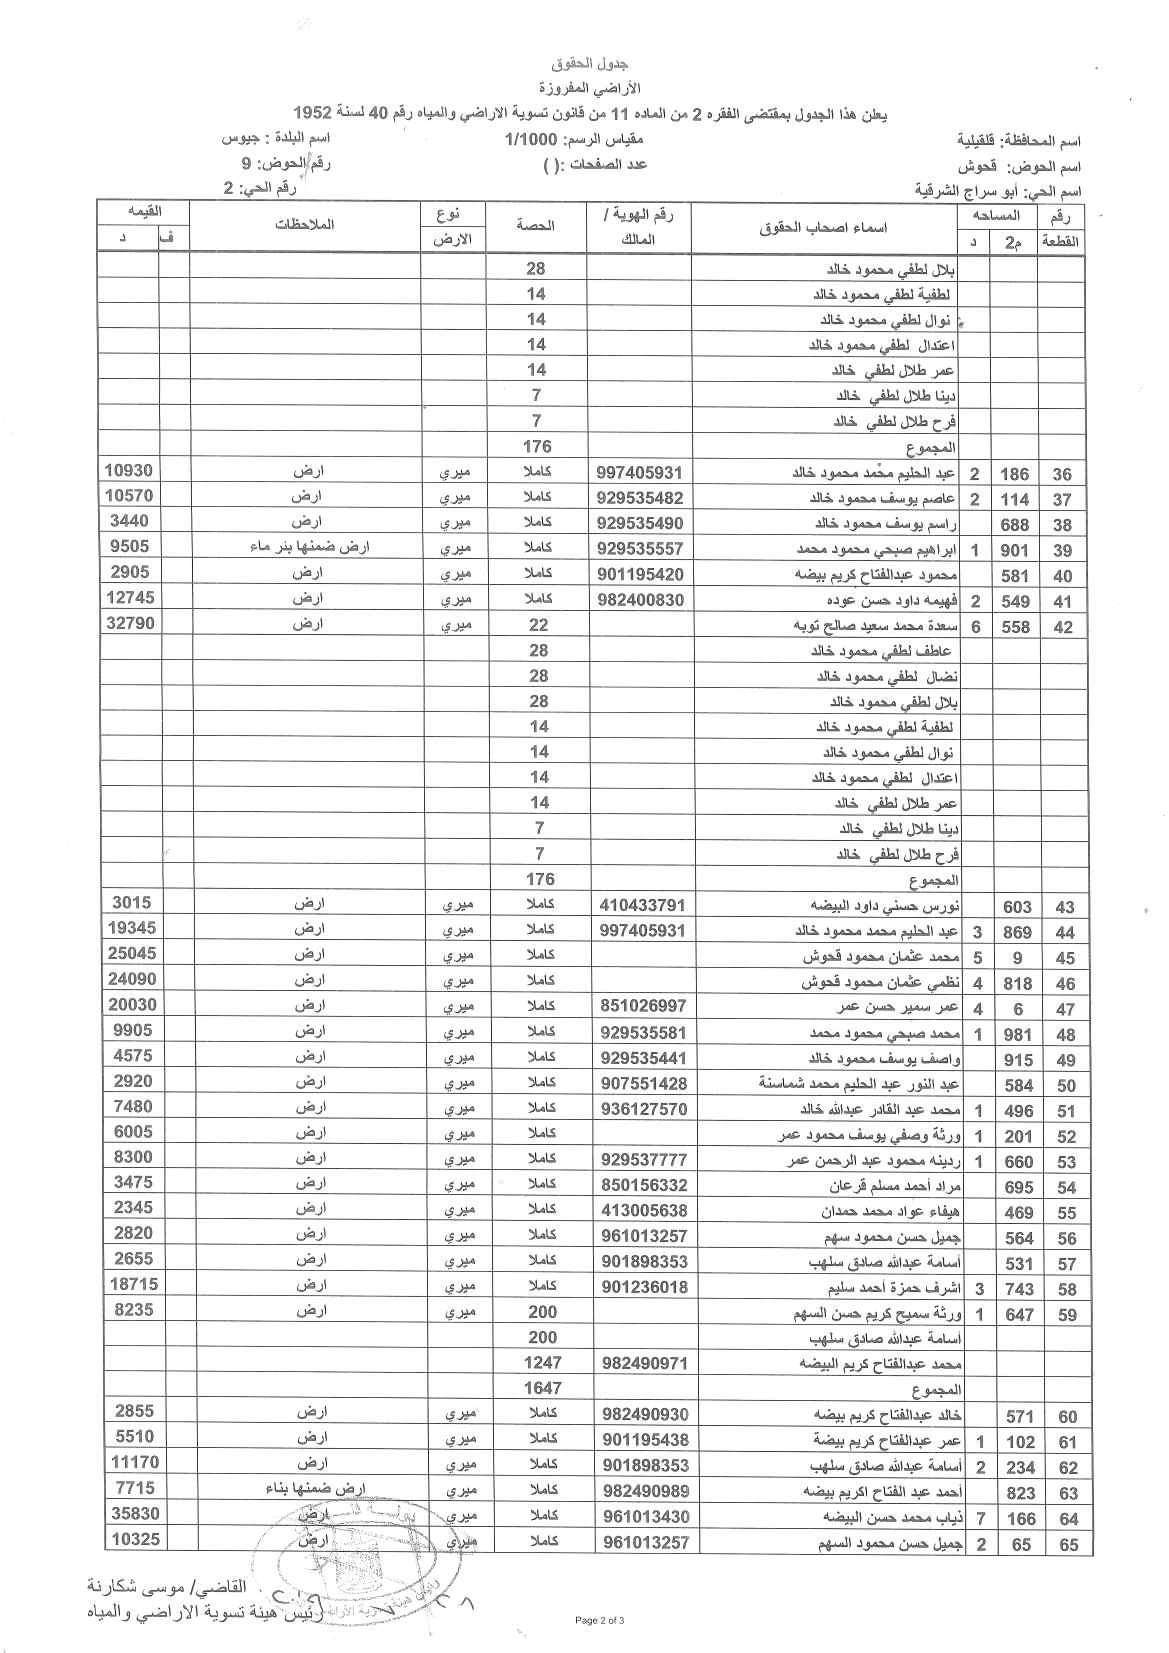 جدول الحقوق
الأراضي المفروزة
يعلن هذا الجدول بمقتضى الفقره 2 من الماده 11 من قانون تسوية الاراضي والمياه رقم 40 لسنة 1952
اسم المحافظة: قلقيلية مقياس الرسم: 1/1000 اسم البلدة : جيوس
اسم الحوض: قحوش عدد الصفحات :( ) رقم الحوض: 9
اسم الحي: أبو سراج الشرقية رقم الحي: 2
رقم القطعة المساحه م2 د اسماء اصحاب الحقوق رقم الهوية / المالك الحصة نوع الارض الملاحظات القيمه ف د
بلال لطفي محمود خالد 28
لطفية لطفي محمود خالد 14
نوال لطفي محمود خالد 14
اعتدال لطفي محمود خالد 14
عمر طلال لطفي خالد 14
دينا طلال لطفي خالد 7
فرح طلال لطفي خالد 7
المجموع 176
36 186 2 عبد الحليم محمد محمود خالد 997405931 كاملا ميري ارض 10930
37 114 2 عاصم يوسف محمود خالد 929535482 كاملا ميري ارض 10570
38 688 راسم يوسف محمود خالد 929535490 كاملا ميري ارض 3440
39 901 1 ابراهيم صبحي محمود محمد 929535557 كاملا ميري ارض ضمنها بئر ماء 9505
40 581 محمود عبدالفتاح كريم بيضه 901195420 كاملا ميري ارض 2905
41 549 2 فهيمه داود حسن عوده 982400830 كاملا ميري ارض 12745
42 558 6 سعدة محمد سعيد صالح توبه 22 ميري ارض 32790
عاطف لطفي محمود خالد 28
نضال لطفي محمود خالد 28
بلال لطفي محمود خالد 28
لطفية لطفي محمود خالد 14
نوال لطفي محمود خالد 14
اعتدال لطفي محمود خالد 14
عمر طلال لطفي خالد 14
دينا طلال لطفي خالد 7
فرح طلال لطفي خالد 7
المجموع 176
43 603 نورس حسني داود البيضه 410433791 كاملا ميري ارض 3015
44 869 3 عبد الحليم محمد محمود خالد 997405931 كاملا ميري ارض 19345
45 9 5 محمد عثمان محمود قحوش كاملا ميري ارض 25045
46 818 4 نظمي عثمان محمود قحوش كاملا ميري ارض 24090
47 6 4 عمر سمير حسن عمر 851026997 كاملا ميري ارض 20030
48 981 1 محمد صبحي محمود محمد 929535581 كاملا ميري ارض 9905
49 915 واصف يوسف محمود خالد 929535441 كاملا ميري ارض 4575
50 584 عبد النور عبد الحليم محمد شماسنة 907551428 كاملا ميري ارض 2920
51 496 1 محمد عبد القادر عبدالله خالد 936127570 كاملا ميري ارض 7480
52 201 1 ورثة وصفي يوسف محمود عمر كاملا ميري ارض 6005
53 660 1 ردينه محمود عبد الرحمن عمر 929537777 كاملا ميري ارض 8300
54 695 مراد أحمد مسلم قرعان 850156332 كاملا ميري ارض 3475
55 469 هيفاء عواد محمد حمدان 413005638 كاملا ميري ارض 2345
56 564 جميل حسن محمود سهم 961013257 كاملا ميري ارض 2820
57 531 أسامة عبدالله صادق سلهب 901898353 كاملا ميري ارض 2655
58 743 3 اشرف حمزة أحمد سليم 901236018 كاملا ميري ارض 18715
59 647 1 ورثة سميح كريم حسن السهم 200 ميري ارض 8235
أسامة عبدالله صادق سلهب 200
محمد عبدالفتاح كريم البيضه 982490971 1247
المجموع 1647
60 571 خالد عبدالفتاح كريم بيضه 982490930 كاملا ميري ارض 2855
61 102 1 عمر عبدالفتاح كريم بيضة 901195438 كاملا ميري ارض 5510
62 234 2 أسامة عبدالله صادق سلهب 901898353 كاملا ميري ارض 11170
63 823 أحمد عبد الفتاح اكريم بيضه 982490989 كاملا ميري ارض ضمنها بناء 7715
64 166 7 ذياب محمد حسن البيضه 961013430 كاملا ميري ارض 35830
65 65 2 جميل حسن محمود السهم 961013257 كاملا ميري ارض 10325
القاضي/ موسى شكارنة
رئيس هيئة تسوية الاراضي والمياه
Page 2 of 3